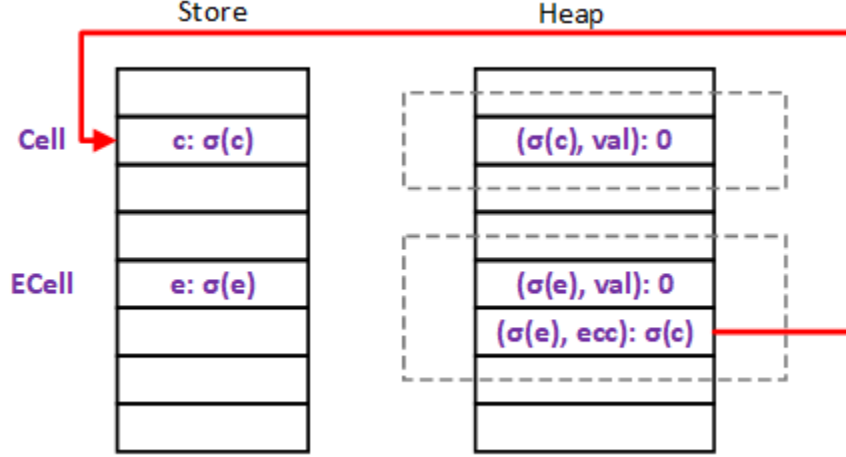 Store Heap
Cell c: σ(c) (σ(c), val): 0
ECell e: σ(e) (σ(e), val): 0
(σ(e), ecc): σ(c)